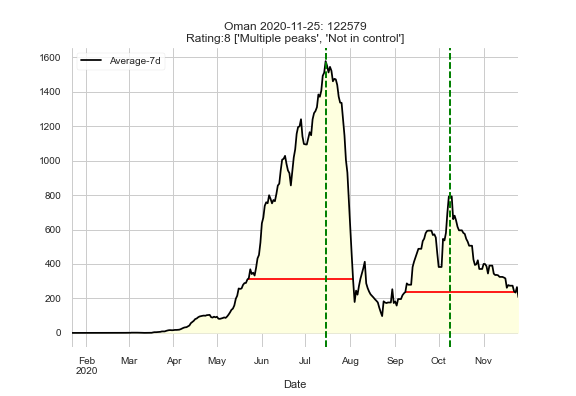 Oman 2020-11-25: 122579
Rating:8 ['Multiple peaks', 'Not in control']
Average-7d
1600
1400
1200
1000
800
600
400
200
0
Feb Mar Apr May Jun Jul Aug Sep Oct Nov
2020
Date